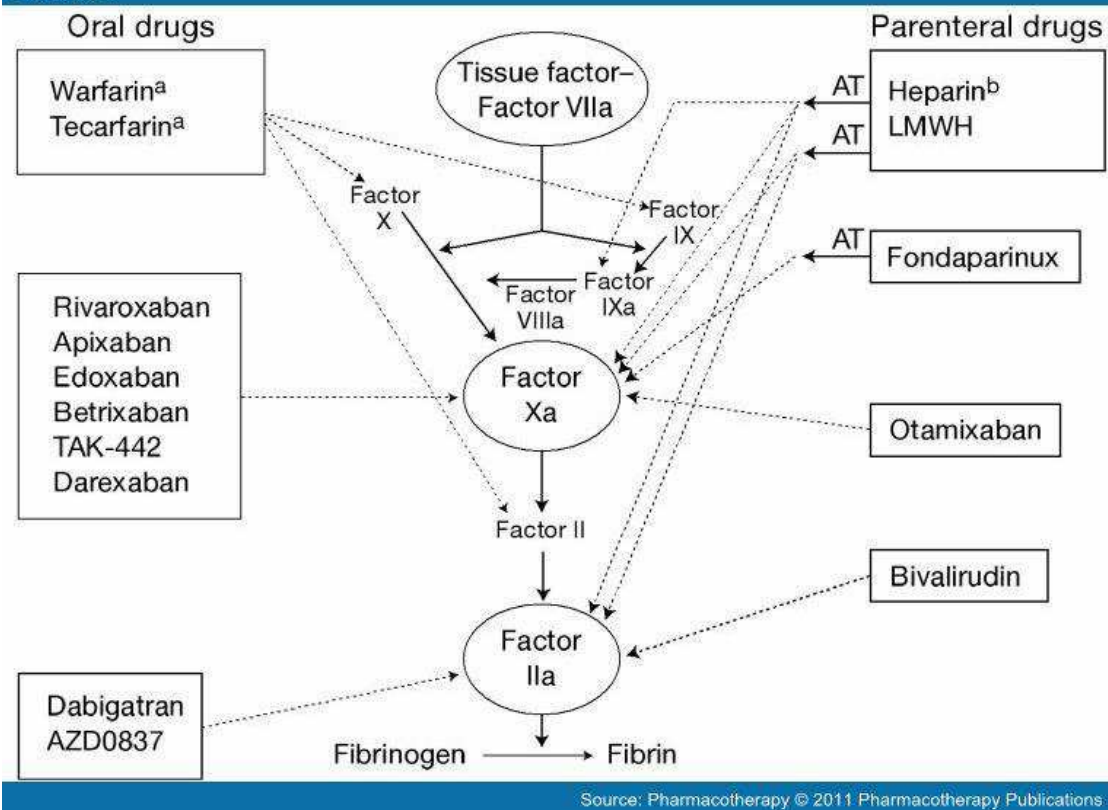 Oral drugs
Parenteral drugs
Warfarinᵃ
Tecarfarinᵃ
Tissue factor–
Factor VIIa
AT
AT
Heparinᵇ
LMWH
Factor
X
Factor
IX
Factor
IXa
Factor
VIIIa
AT
Fondaparinux
Rivaroxaban
Apixaban
Edoxaban
Betrixaban
TAK-442
Darexaban
Factor
Xa
Otamixaban
Factor II
Bivalirudin
Factor
IIa
Dabigatran
AZD0837
Fibrinogen
Fibrin
Source: Pharmacotherapy © 2011 Pharmacotherapy Publications